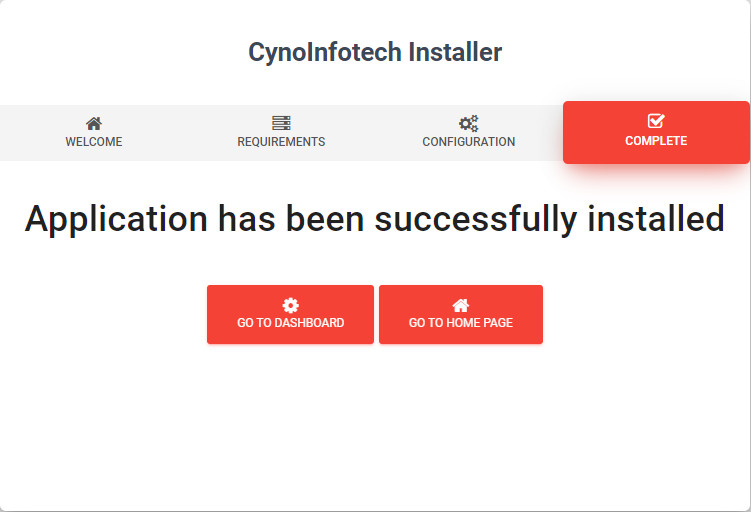 CynoInfotech Installer
WELCOME
REQUIREMENTS
CONFIGURATION
COMPLETE
Application has been successfully installed
GO TO DASHBOARD
GO TO HOME PAGE